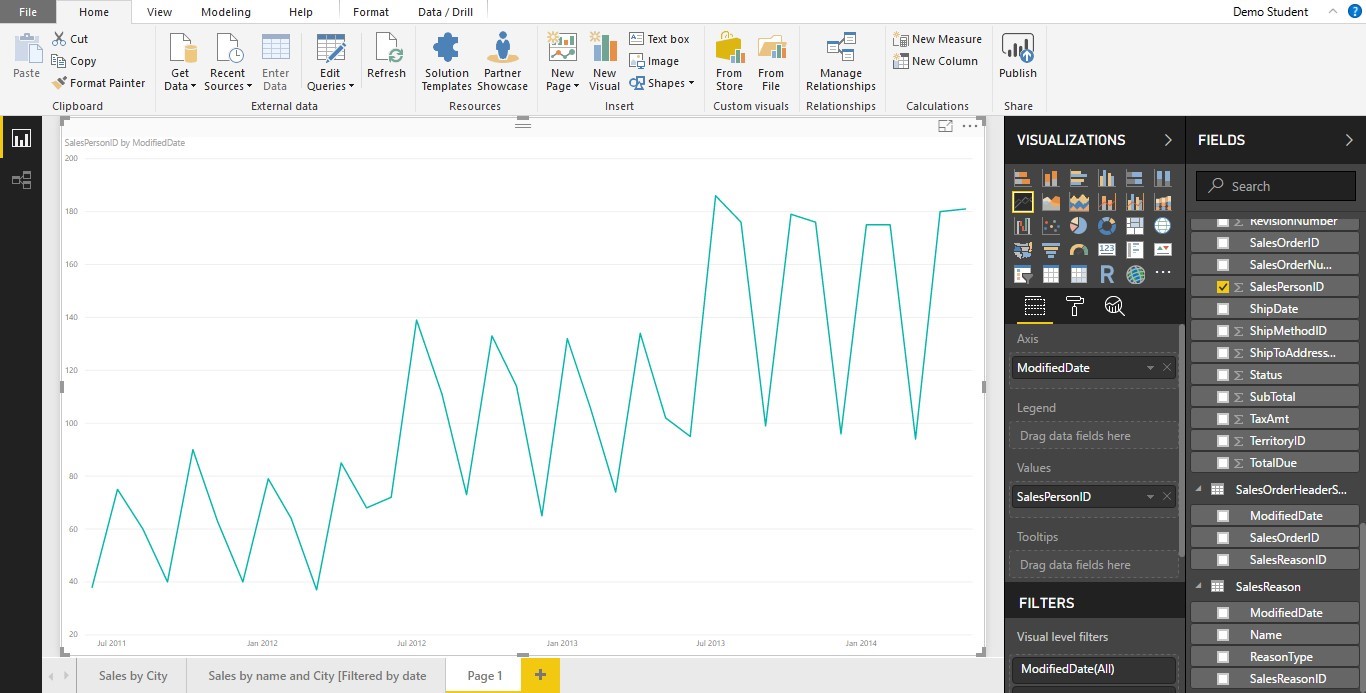 File Home View Modeling Help Format Data / Drill Demo Student ?
Paste
Cut
Copy
Format Painter
Clipboard
Get Data
Recent Sources
Enter Data
Edit Queries
Refresh
External data
Solution Templates
Partner Showcase
Resources
New Page
New Visual
Text box
Image
Shapes
Insert
From Store
From File
Custom visuals
Manage Relationships
Relationships
New Measure
New Column
Calculations
Publish
Share
SalesPersonID by ModifiedDate
200
180
160
140
120
100
80
60
40
20
Jul 2011 Jan 2012 Jul 2012 Jan 2013 Jul 2013 Jan 2014
Sales by City Sales by name and City [Filtered by date Page 1 +
VISUALIZATIONS
123
R
Axis
ModifiedDate
Legend
Drag data fields here
Values
SalesPersonID
Tooltips
Drag data fields here
FILTERS
Visual level filters
ModifiedDate(All)
FIELDS
Search
Σ RevisionNumber
SalesOrderID
SalesOrderNu...
Σ SalesPersonID
ShipDate
Σ ShipMethodID
Σ ShipToAddress...
Σ Status
Σ SubTotal
Σ TaxAmt
Σ TerritoryID
Σ TotalDue
SalesOrderHeaderS...
ModifiedDate
SalesOrderID
SalesReasonID
SalesReason
ModifiedDate
Name
ReasonType
SalesReasonID